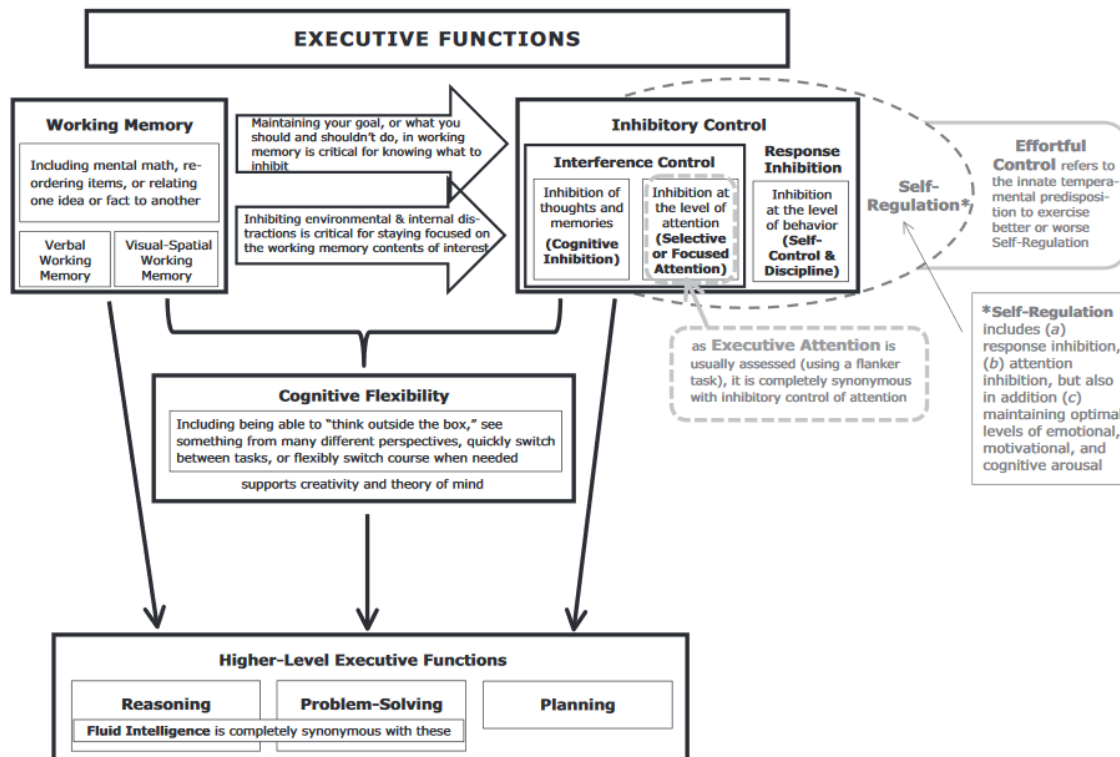 EXECUTIVE FUNCTIONS
Working Memory
Including mental math, re-
ordering items, or relating
one idea or fact to another
Verbal
Working
Memory
Visual-Spatial
Working
Memory
Maintaining your goal, or what you
should and shouldn't do, in working
memory is critical for knowing what to
inhibit
Inhibiting environmental & internal dis-
tractions is critical for staying focused
on the working memory contents of interest
Inhibitory Control
Interference Control
Inhibition of
thoughts and
memories
(Cognitive
Inhibition)
Inhibition at
the level of
attention
(Selective
or Focused
Attention)
Response
Inhibition
Inhibition
at the level
of behavior
(Self-
Control &
Discipline)
Self-
Regulation*
Effortful
Control refers to
the innate tempera-
mental predisposi-
tion to exercise
better or worse
Self-Regulation
*Self-Regulation
includes (a)
response inhibition,
(b) attention
inhibition, but also
in addition (c)
maintaining optimal
levels of emotional,
motivational, and
cognitive arousal
as Executive Attention is
usually assessed (using a flanker
task), it is completely synonymous
with inhibitory control of attention
Cognitive Flexibility
Including being able to "think outside the box," see
something from many different perspectives, quickly switch
between tasks, or flexibly switch course when needed
supports creativity and theory of mind
Higher-Level Executive Functions
Reasoning
Problem-Solving
Planning
Fluid Intelligence is completely synonymous with these